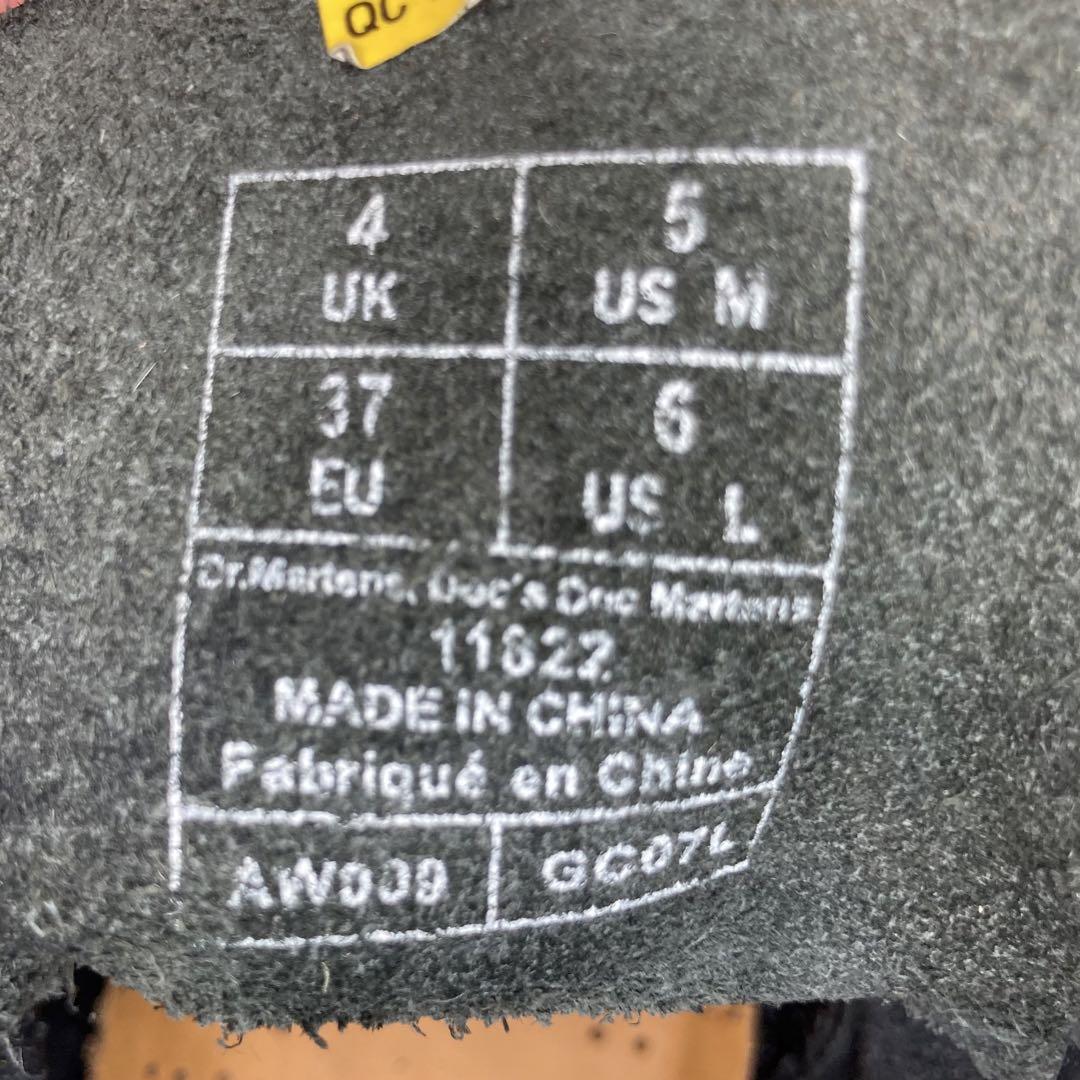 QC
4
UK
5
US M
37
EU
6
US L
Dr.Martens, Doc's Doc Martens
11822
MADE IN CHINA
Fabriqué en Chine
AW009
GC07L